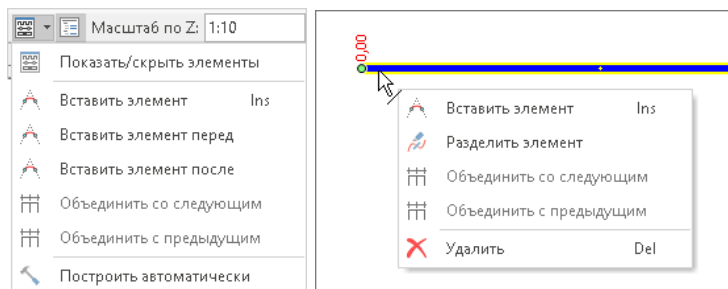 Масштаб по Z: 1:10
Показать/скрыть элементы
Вставить элемент Ins
Вставить элемент перед
Вставить элемент после
Объединить со следующим
Объединить с предыдущим
Построить автоматически
0,00
Вставить элемент Ins
Разделить элемент
Объединить со следующим
Объединить с предыдущим
Удалить Del